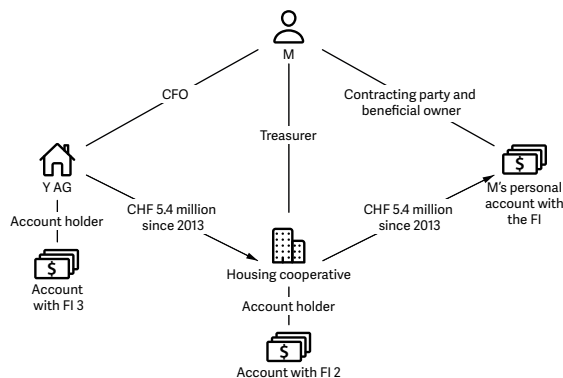 M
CFO
Contracting party and
beneficial owner
Treasurer
Y AG
M's personal
account with
the FI
Account holder
CHF 5.4 million
since 2013
CHF 5.4 million
since 2013
Housing cooperative
Account
with FI 3
Account holder
Account with FI 2
$
$
$